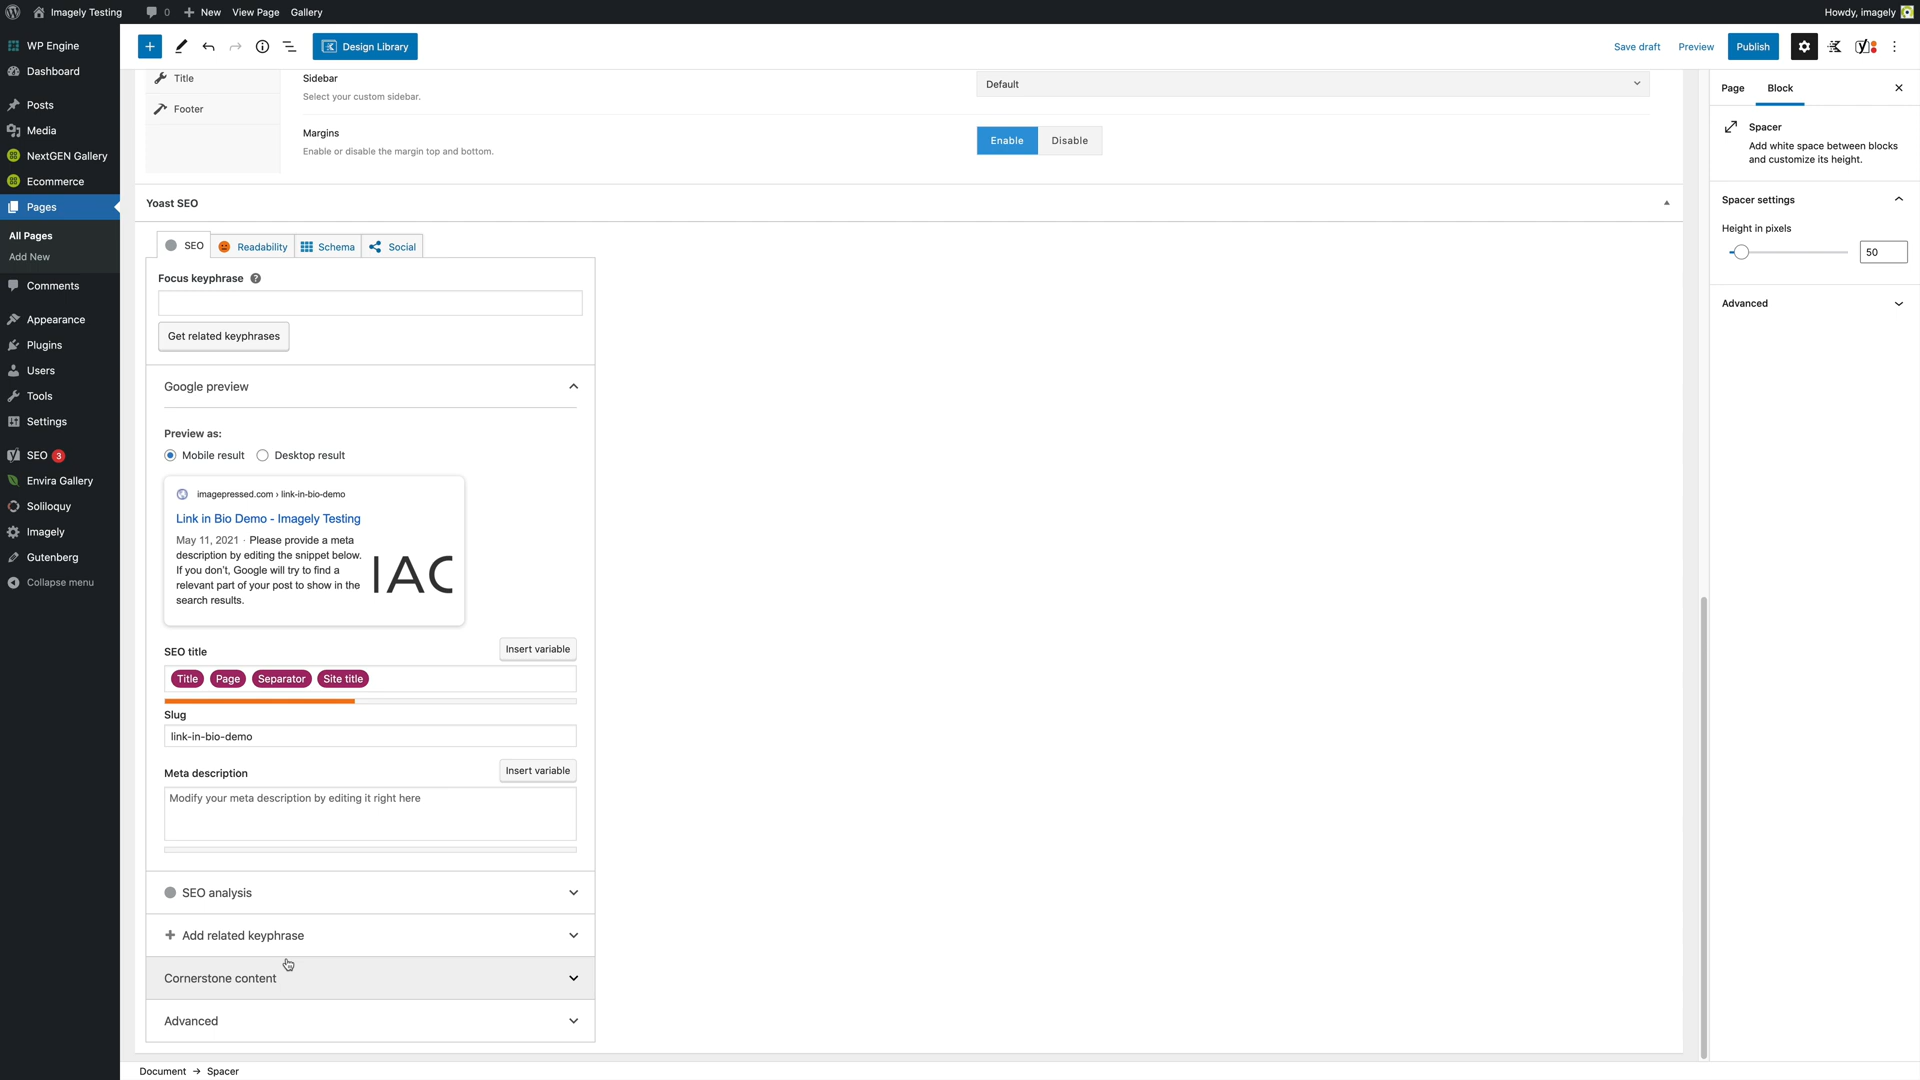 Imagely Testing
0
New
View Page
Gallery
Howdy, imagely
WP Engine
Dashboard
Posts
Media
NextGEN Gallery
Ecommerce
Pages
All Pages
Add New
Comments
Appearance
Plugins
Users
Tools
Settings
SEO 3
Envira Gallery
Soliloquy
Imagely
Gutenberg
Collapse menu
Design Library
Save draft
Preview
Publish
Title
Footer
Sidebar
Select your custom sidebar.
Default
Margins
Enable or disable the margin top and bottom.
Enable
Disable
Yoast SEO
SEO
Readability
Schema
Social
Focus keyphrase
Get related keyphrases
Google preview
Preview as:
Mobile result
Desktop result
imagepressed.com › link-in-bio-demo
Link in Bio Demo - Imagely Testing
May 11, 2021 · Please provide a meta
description by editing the snippet below.
If you don't, Google will try to find a
relevant part of your post to show in the
search results.
IAC
SEO title
Insert variable
Title
Page
Separator
Site title
Slug
link-in-bio-demo
Meta description
Insert variable
Modify your meta description by editing it right here
SEO analysis
Add related keyphrase
Cornerstone content
Advanced
Document → Spacer
Page
Block
Spacer
Add white space between blocks
and customize its height.
Spacer settings
Height in pixels
50
Advanced